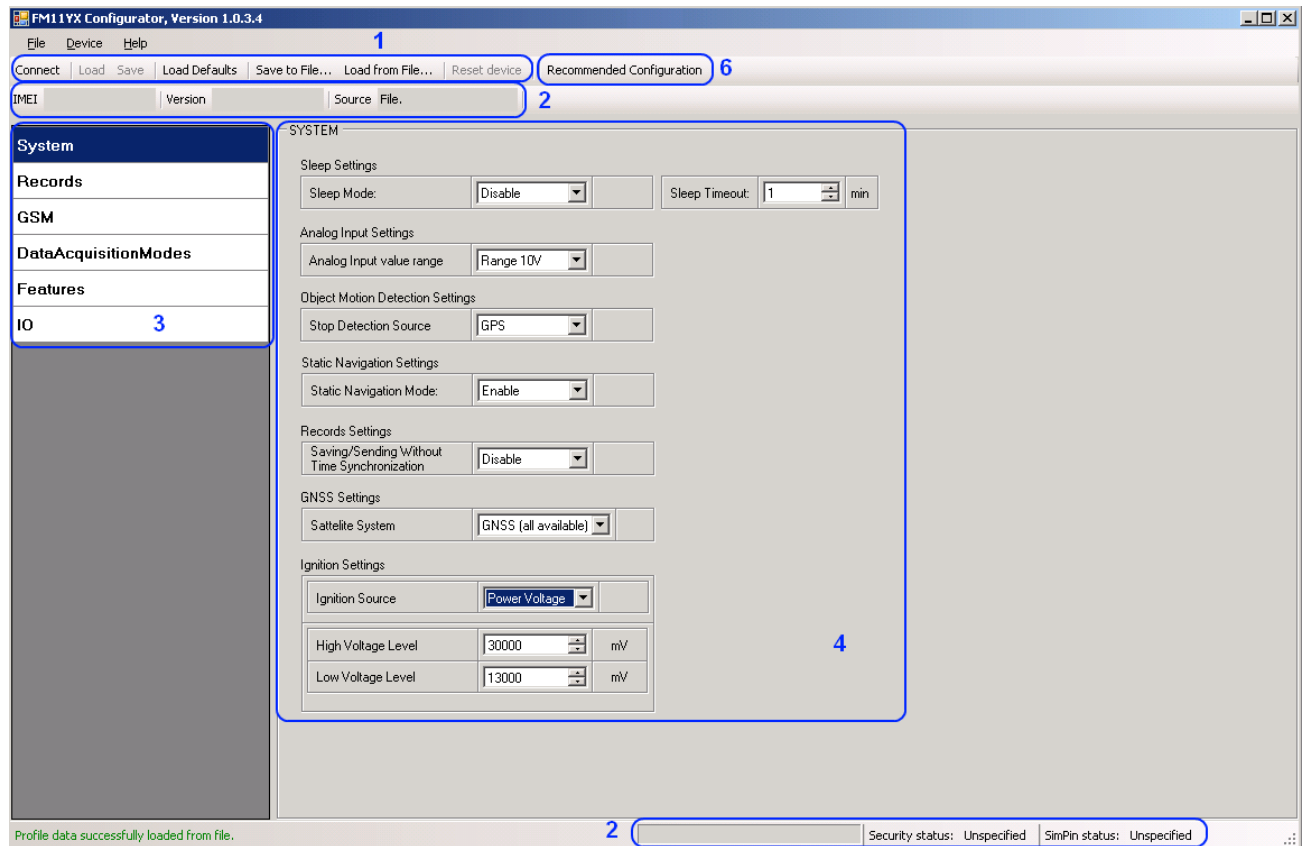 FM11YX Configurator, Version 1.0.3.4
File Device Help
1
Connect Load Save Load Defaults Save to File... Load from File... Reset device Recommended Configuration 6
IMEI Version Source File. 2
System
Records
GSM
DataAcquisitionModes
Features
IO 3
SYSTEM
Sleep Settings
Sleep Mode: Disable Sleep Timeout: 1 min
Analog Input Settings
Analog Input value range Range 10V
Object Motion Detection Settings
Stop Detection Source GPS
Static Navigation Settings
Static Navigation Mode: Enable
Records Settings
Saving/Sending Without
Time Synchronization Disable
GNSS Settings
Sattelite System GNSS (all available)
Ignition Settings
Ignition Source Power Voltage
High Voltage Level 30000 mV 4
Low Voltage Level 13000 mV
Profile data successfully loaded from file. 2 Security status: Unspecified SimPin status: Unspecified